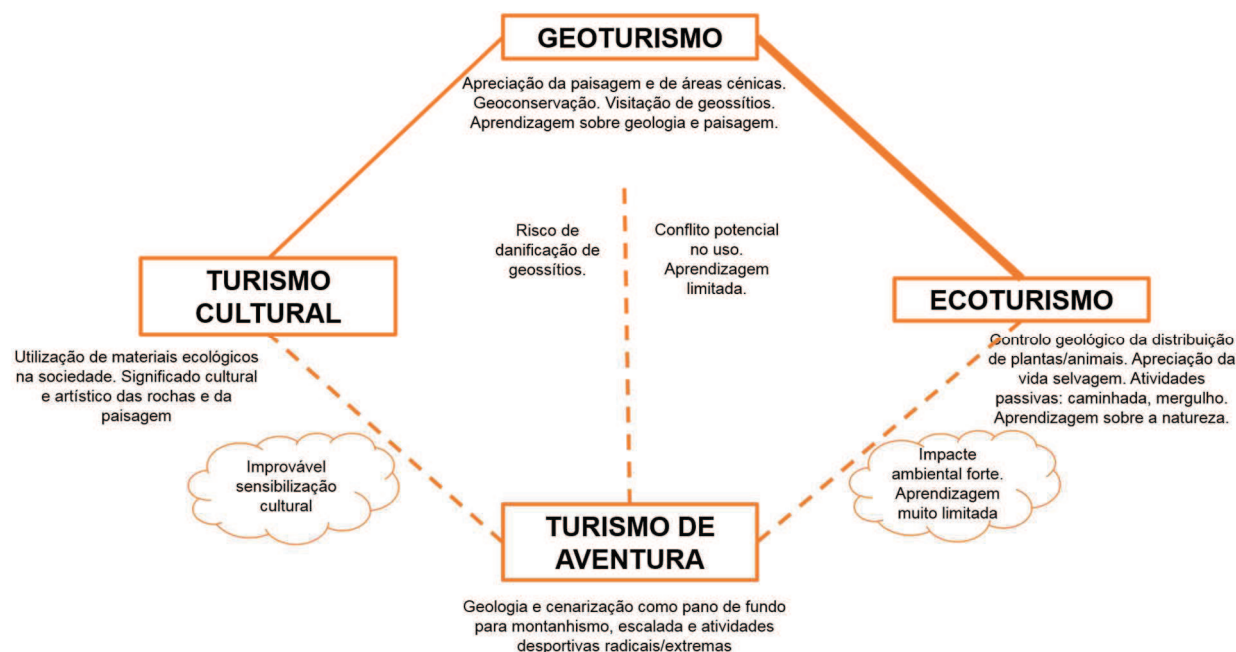 GEOTURISMO
Apreciação da paisagem e de áreas cénicas.
Geoconservação. Visitação de geossítios.
Aprendizagem sobre geologia e paisagem.
Risco de
danificação de
geossítios.
Conflito potencial
no uso.
Aprendizagem
limitada.
TURISMO
CULTURAL
Utilização de materiais ecológicos
na sociedade. Significado cultural
e artístico das rochas e da
paisagem
ECOTURISMO
Controlo geológico da distribuição
de plantas/animais. Apreciação da
vida selvagem. Atividades
passivas: caminhada, mergulho.
Aprendizagem sobre a natureza.
Improvável
sensibilização
cultural
Impacte
ambiental forte.
Aprendizagem
muito limitada
TURISMO DE
AVENTURA
Geologia e cenarização como pano de fundo
para montanhismo, escalada e atividades
desportivas radicais/extremas